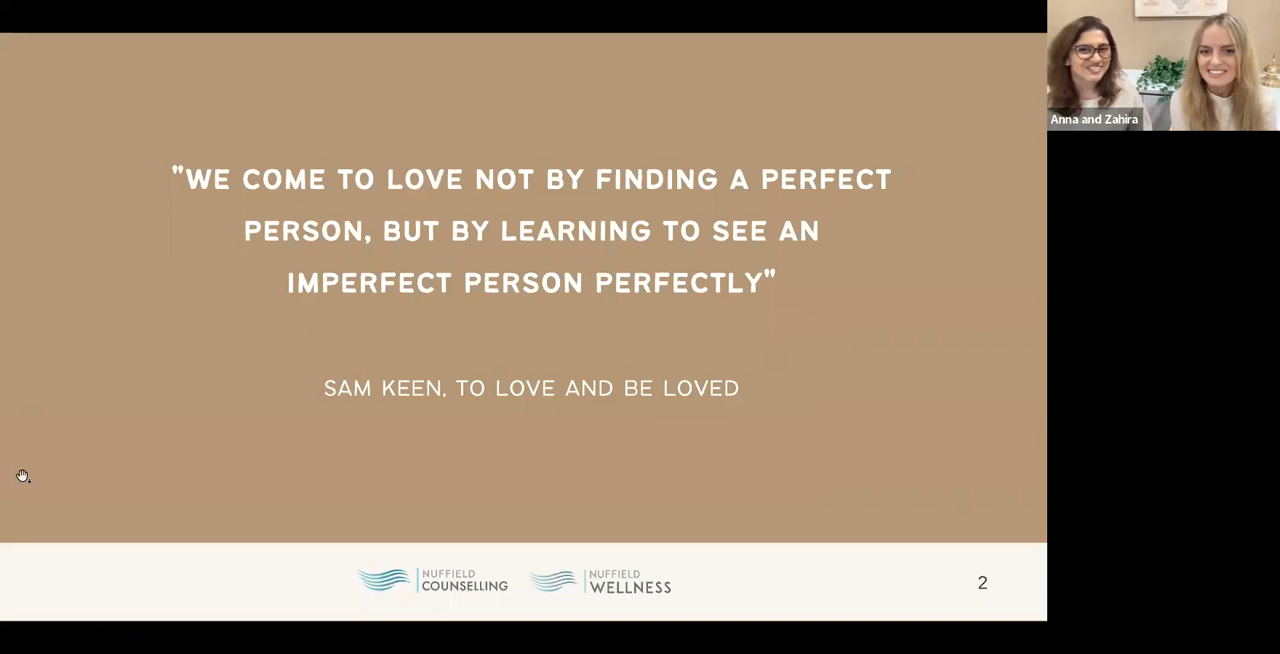 "WE COME TO LOVE NOT BY FINDING A PERFECT
PERSON, BUT BY LEARNING TO SEE AN
IMPERFECT PERSON PERFECTLY"
SAM KEEN, TO LOVE AND BE LOVED
NUFFIELD
COUNSELLING
NUFFIELD
WELLNESS
2
Anna and Zahira